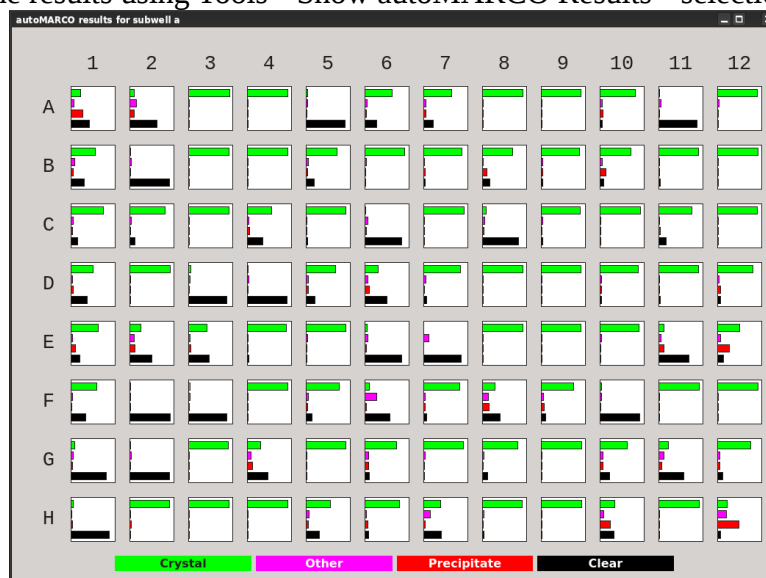 results using Tools - Show autoMARCO Results - selectio
autoMARCO results for subwell a
1 2 3 4 5 6 7 8 9 10 11 12
A
B
C
D
E
F
G
H
Crystal Other Precipitate Clear